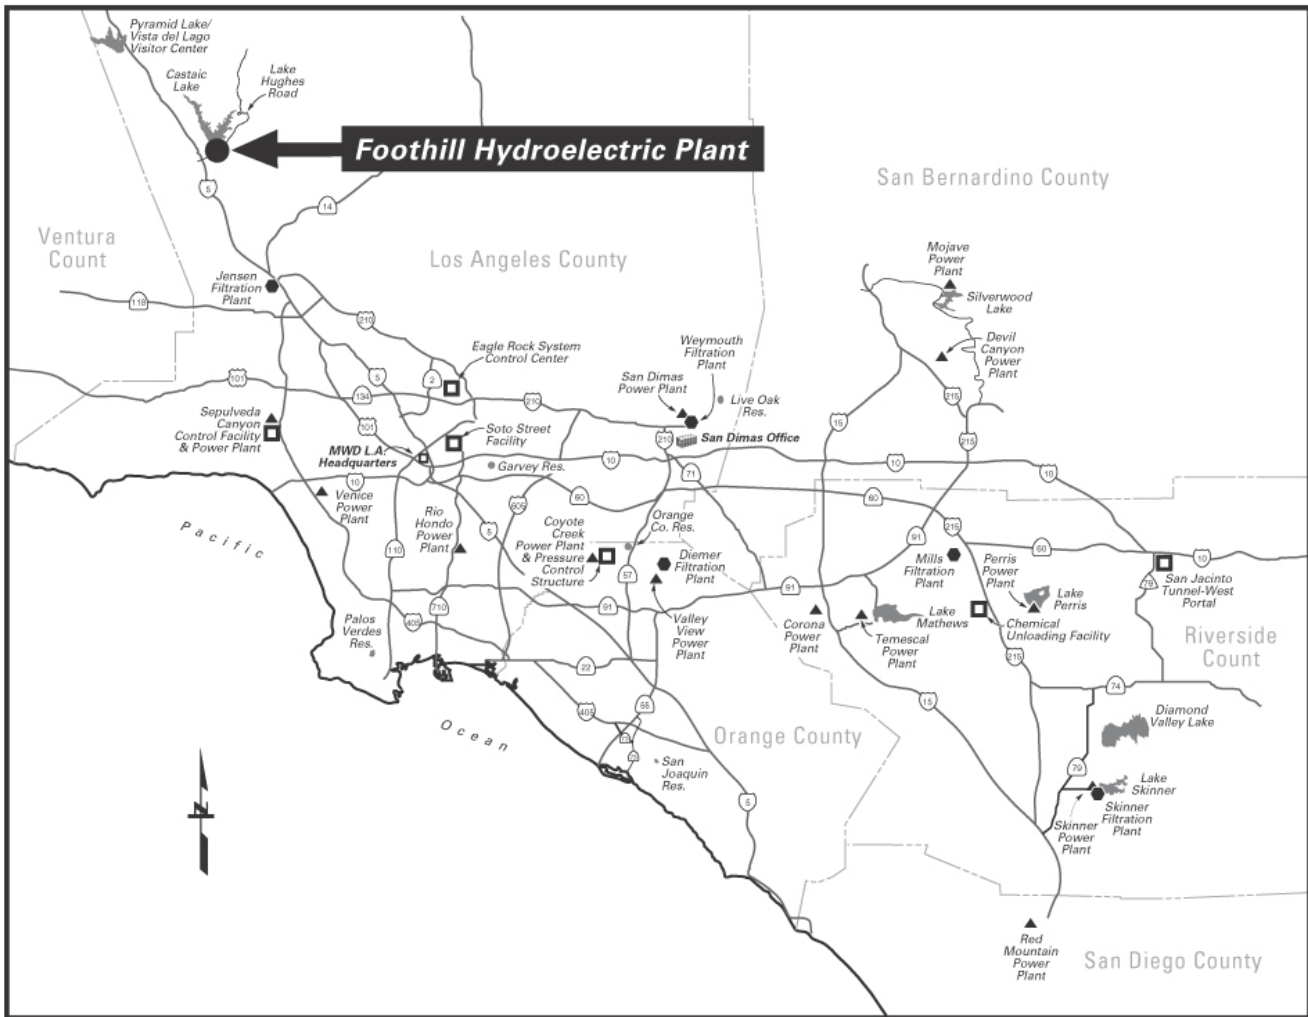 Pyramid Lake/
Vista del Lago
Visitor Center
Castaic
Lake
Lake
Hughes
Road
Foothill Hydroelectric Plant
5
14
San Bernardino County
Ventura
Count
Los Angeles County
Jensen
Filtration
Plant
118
210
Mojave
Power
Plant
Silverwood
Lake
Devil
Canyon
Power
Plant
Eagle Rock System
Control Center
Weymouth
Filtration
Plant
San Dimas
Power Plant
Live Oak
Res.
101
5
2
134
210
215
15
Sepulveda
Canyon
Control Facility
& Power Plant
101
Soto Street
Facility
MWD L.A.
Headquarters
210
San Dimas Office
215
Garvey Res.
10
10
10
10
71
60
60
Venice
Power
Plant
Rio
Hondo
Power
Plant
605
5
Coyote
Creek
Power Plant
& Pressure
Control
Structure
Orange
Co. Res.
Diemer
Filtration
Plant
110
57
215
91
Mills
Filtration
Plant
Perris
Power
Plant
60
10
Lake
Perris
79
San Jacinto
Tunnel-West
Portal
91
91
710
405
Palos
Verdes
Res.
Valley
View
Power
Plant
Corona
Power
Plant
Temescal
Power
Plant
Lake
Mathews
Chemical
Unloading Facility
Riverside
Count
Pacific
Ocean
22
215
74
405
55
15
Orange County
Diamond
Valley Lake
73
San
Joaquin
Res.
5
79
Lake
Skinner
Skinner
Filtration
Plant
Skinner
Power
Plant
Red
Mountain
Power
Plant
San Diego County